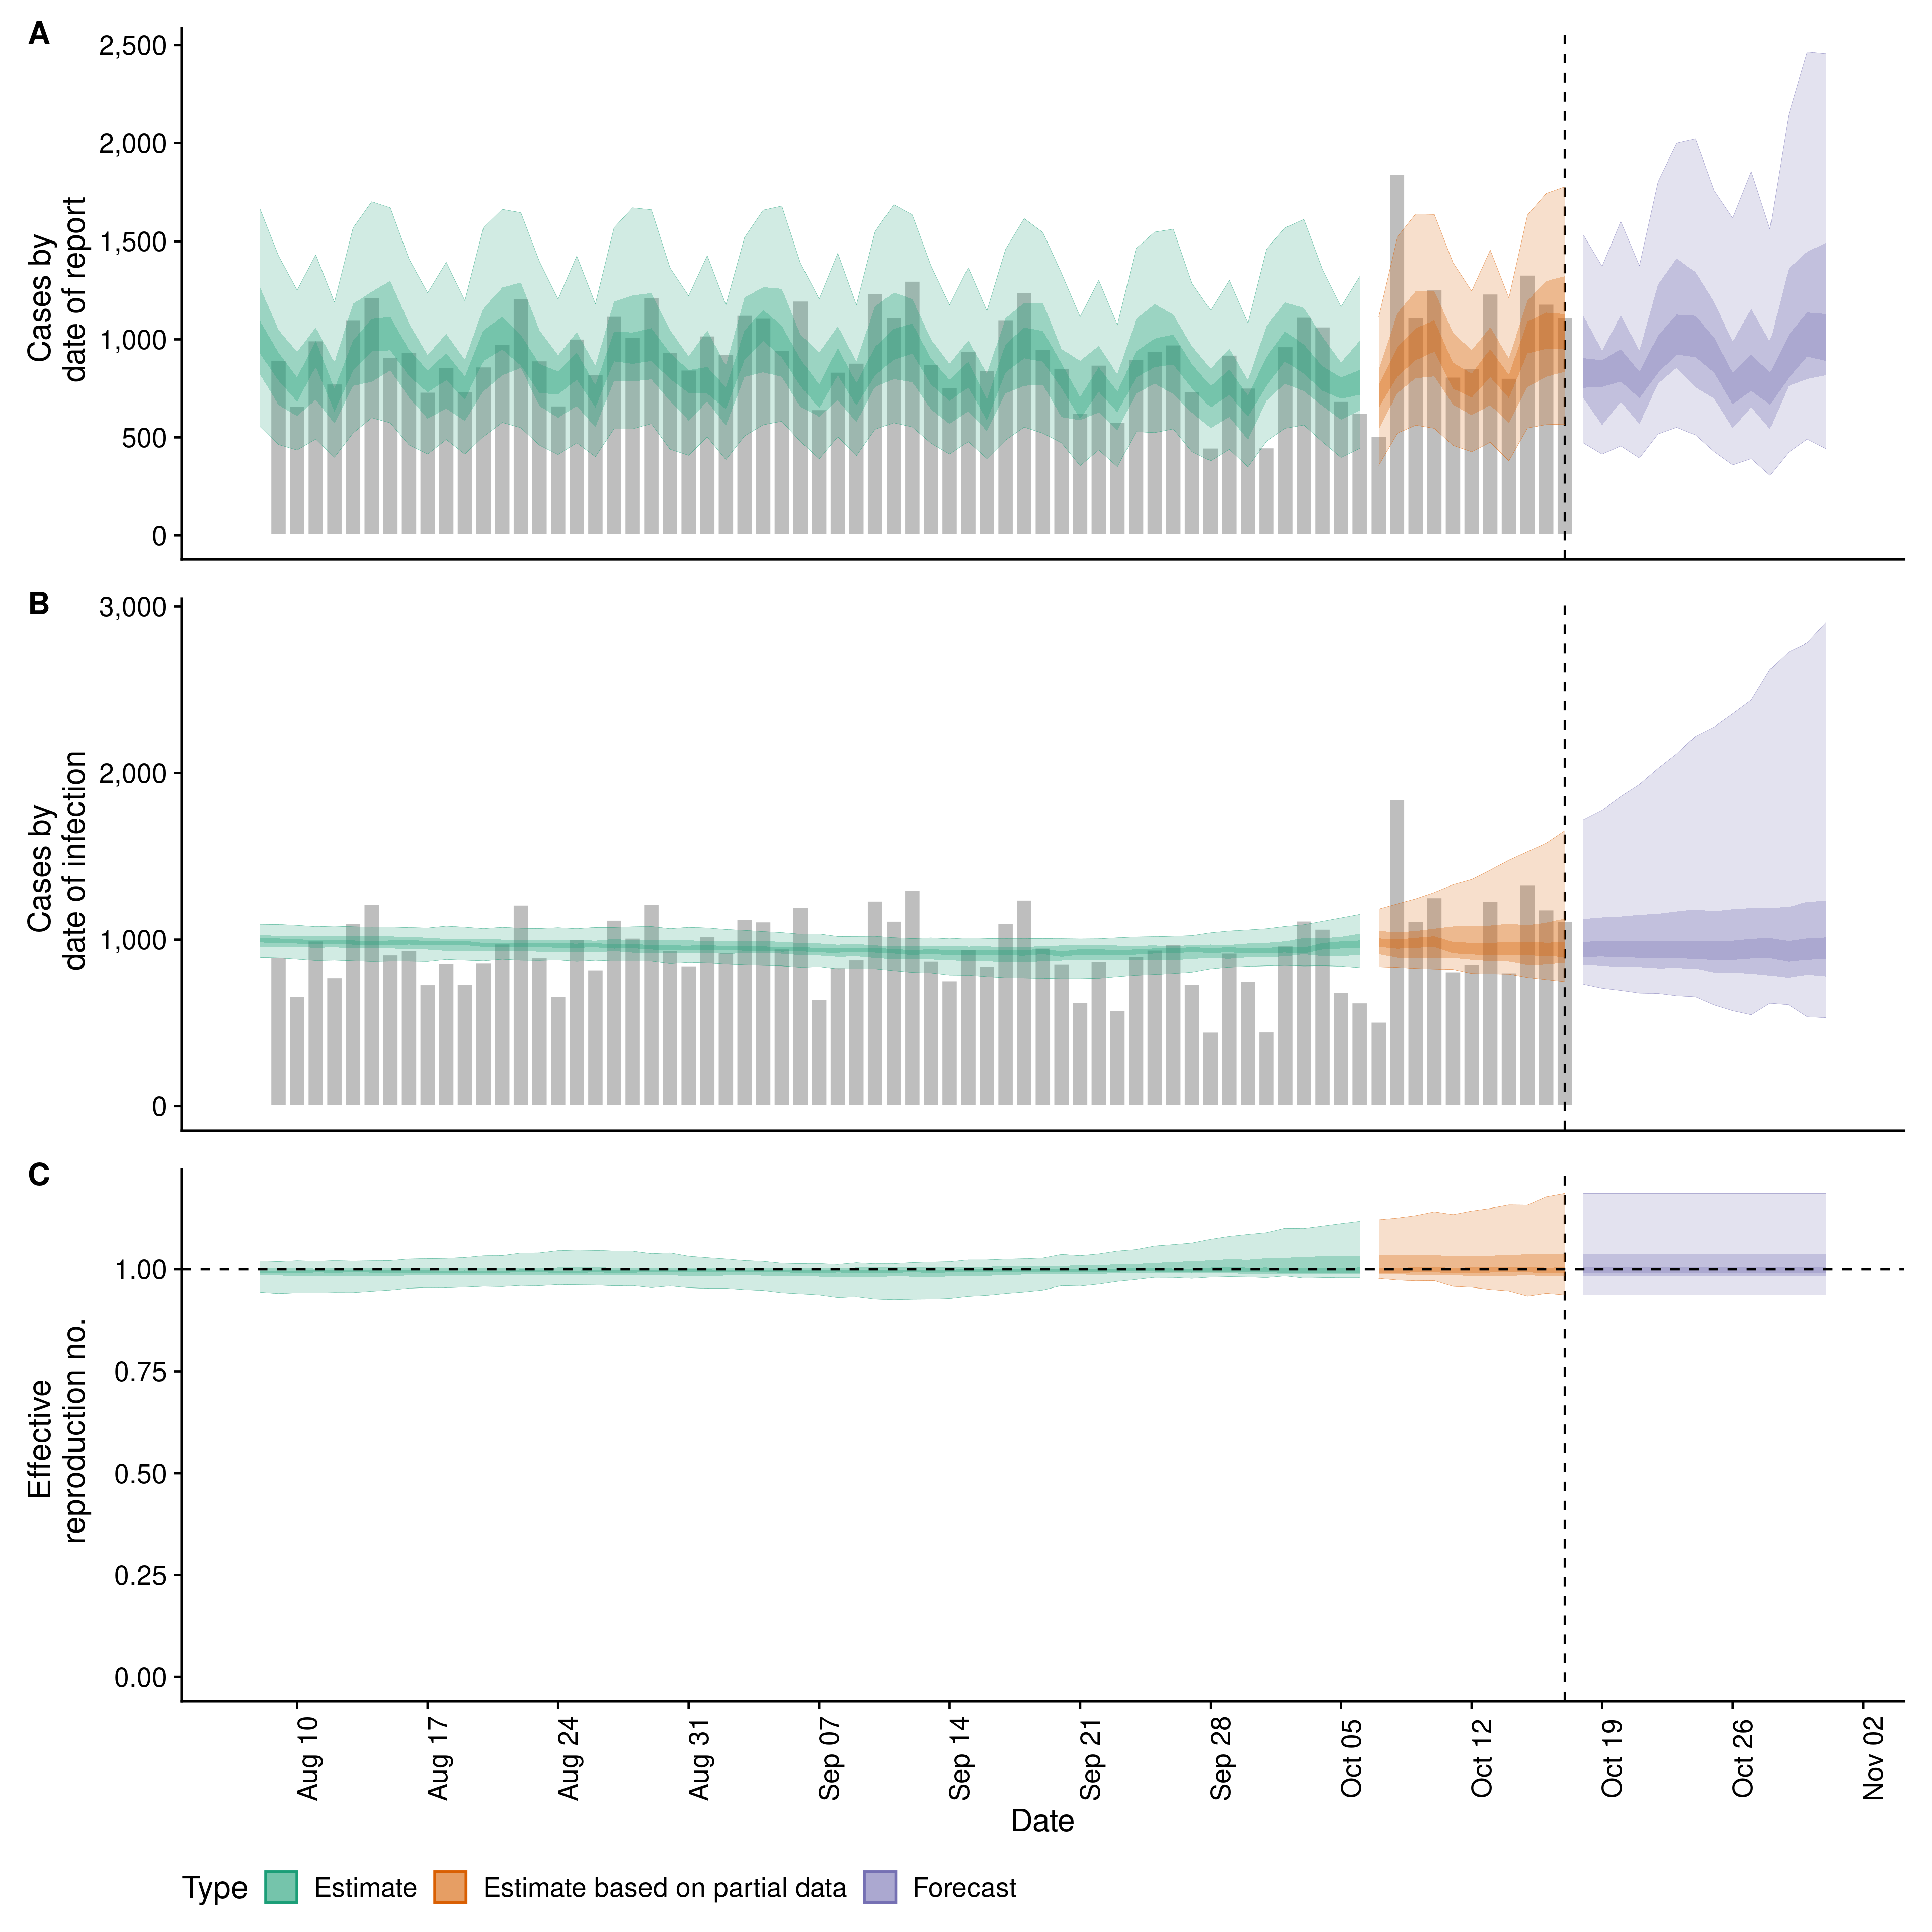 A
2,500
2,000
1,500
1,000
500
0
Cases by
date of report
B
3,000
2,000
1,000
0
Cases by
date of infection
C
1.00
0.75
0.50
0.25
0.00
Effective
reproduction no.
Aug 10
Aug 17
Aug 24
Aug 31
Sep 07
Sep 14
Sep 21
Sep 28
Oct 05
Oct 12
Oct 19
Oct 26
Nov 02
Date
Type Estimate Estimate based on partial data Forecast